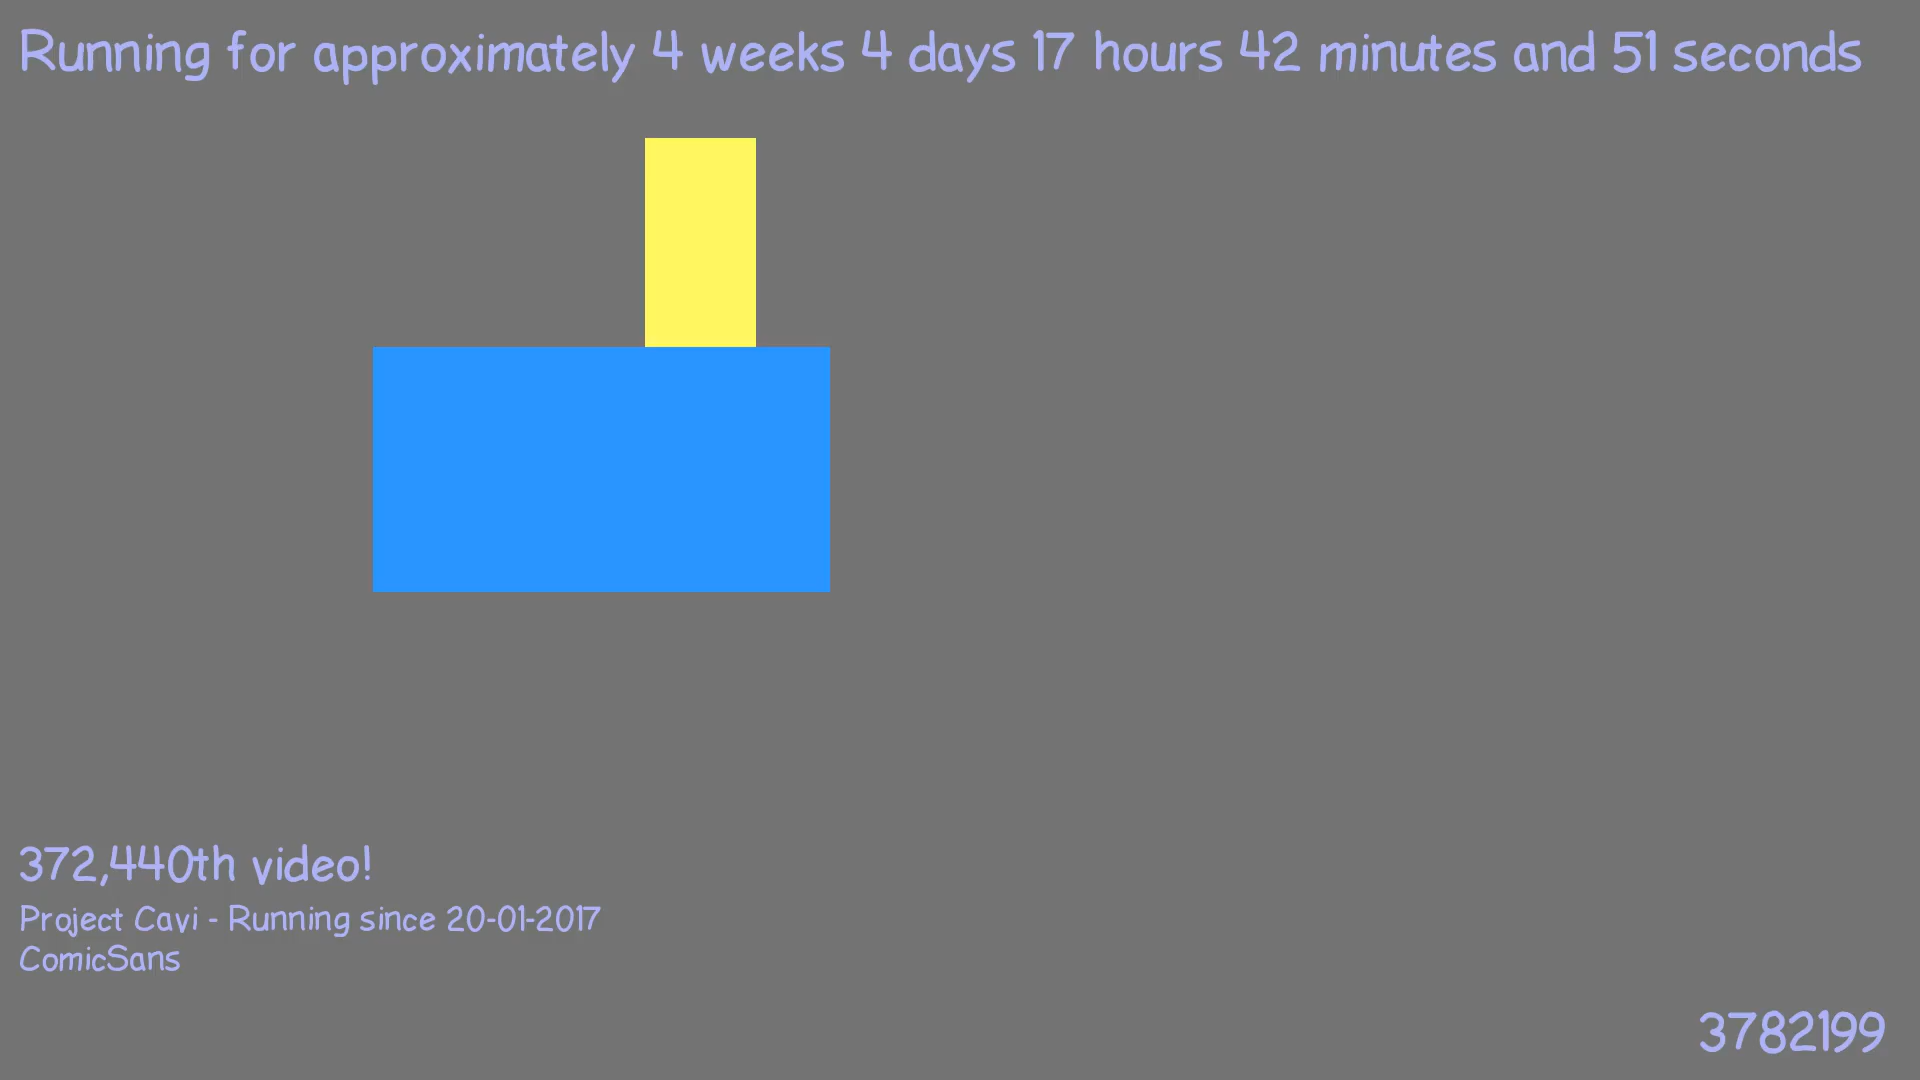 Running for approximately 4 weeks 4 days 17 hours 42 minutes and 51 seconds
372,440th video!
Project Cavi - Running since 20-01-2017
ComicSans
3782199